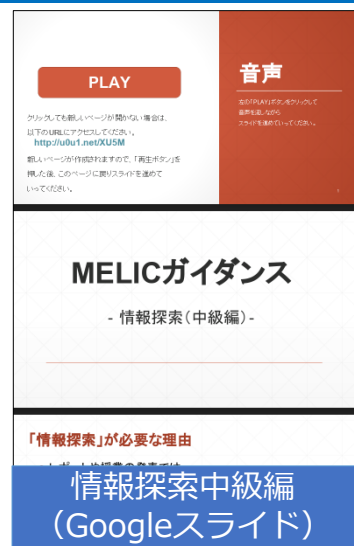 PLAY
クリックしても新しいページが開かない場合は、
以下のURLにアクセスしてください。
http://u0u1.net/XU5M
新しいページが作成されますので、「再生ボタン」を
押した後、このページに戻りスライドを進めて
いってください。
音声
左の「PLAY」ボタンをクリックして
音声を流しながら
スライドを進めていってください。
MELICガイダンス
- 情報探索(中級編) -
「情報探索」が必要な理由
情報探索中級編
（Googleスライド）